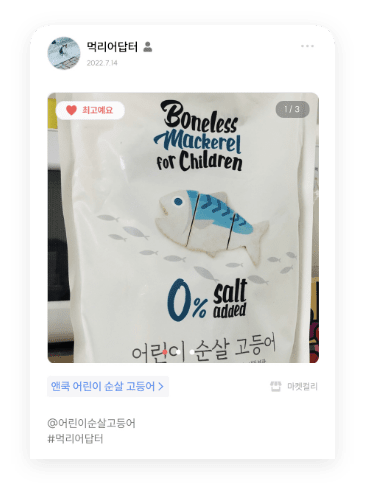 먹리어답터
2022.7.14
최고예요
1 / 3
Boneless
Mackerel
for Children
0% salt
added
어린이 순살 고등어
앤쿡 어린이 순살 고등어 >
마켓컬리
@어린이순살고등어
#먹리어답터